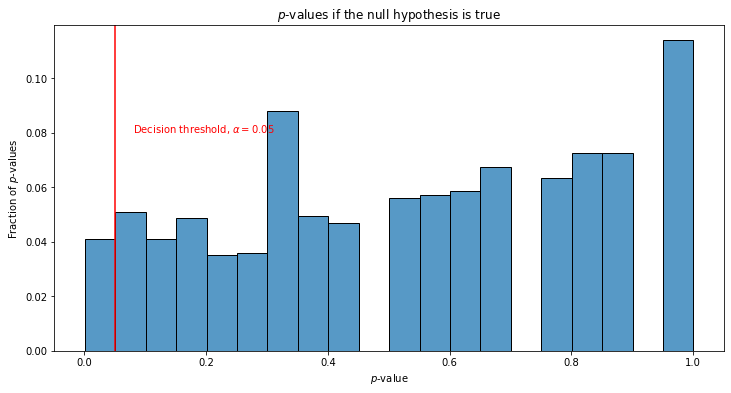 p-values if the null hypothesis is true
Fraction of p-values
0.10
0.08
0.06
0.04
0.02
0.00
Decision threshold, α = 0.05
0.0 0.2 0.4 0.6 0.8 1.0
p-value